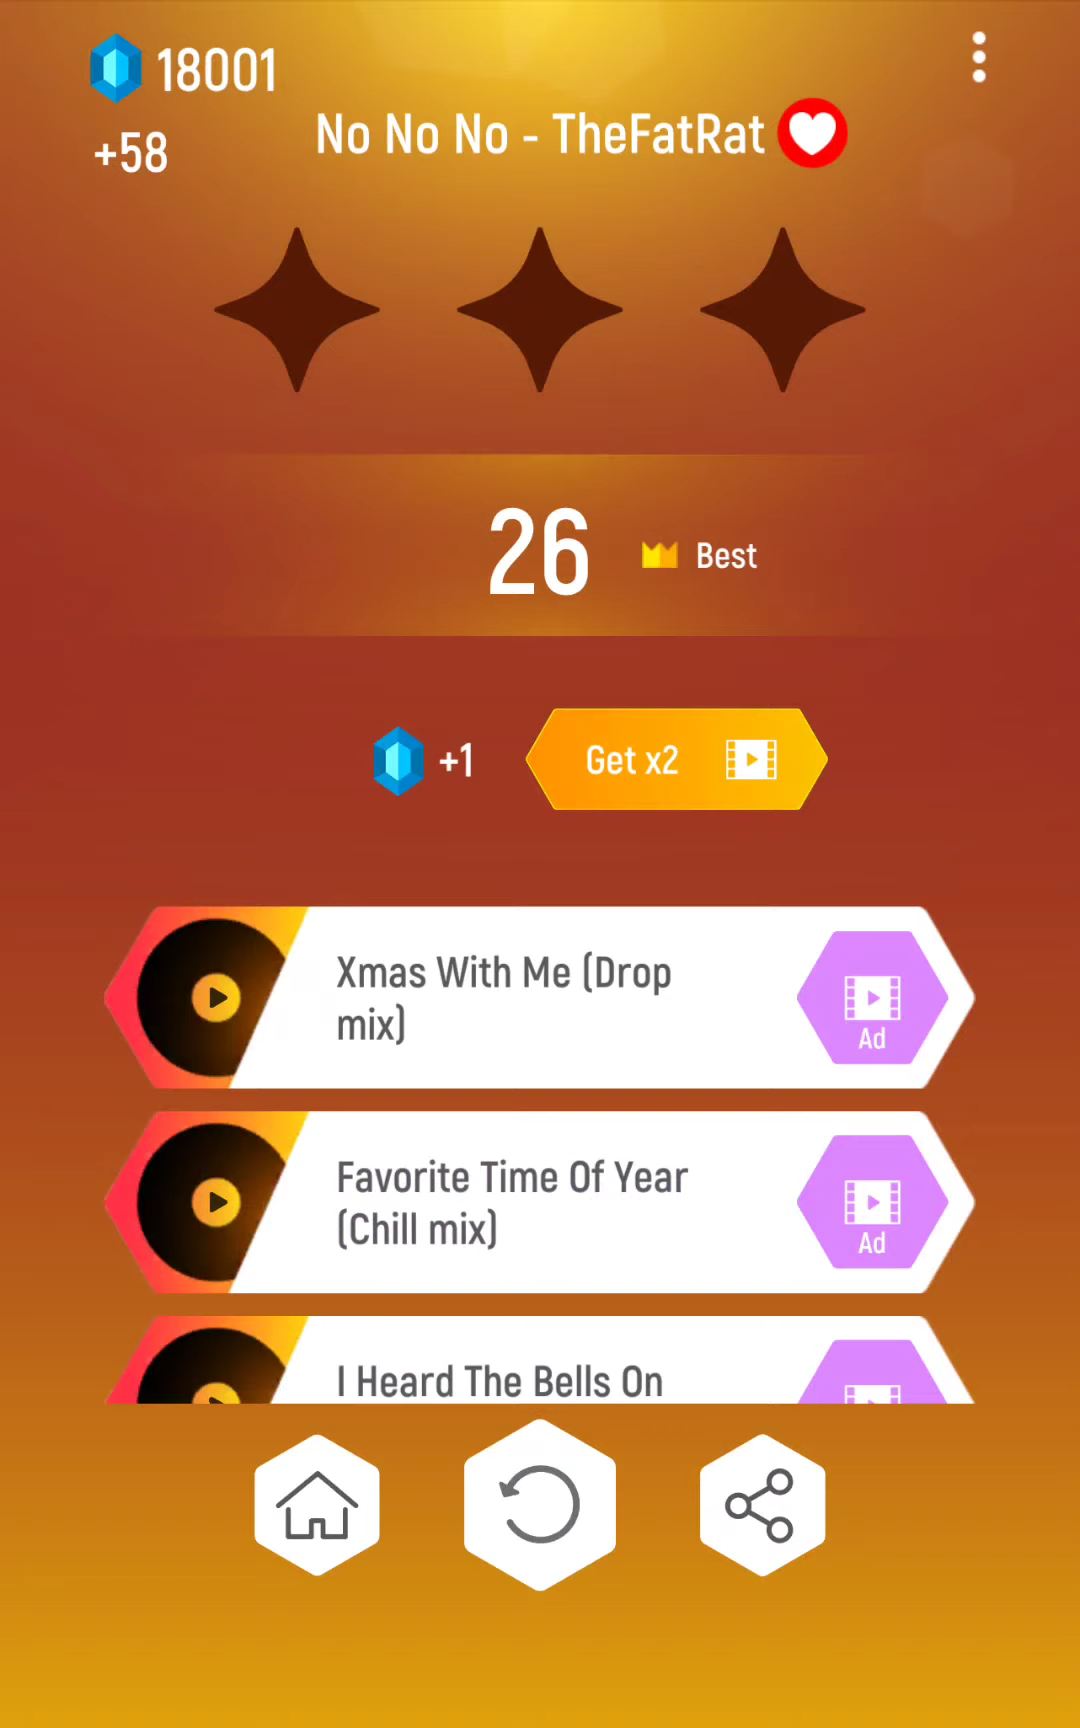 18001
+58
No No No - TheFatRat
26
Best
+1
Get x2
Xmas With Me (Drop
mix)
Ad
Favorite Time Of Year
(Chill mix)
Ad
I Heard The Bells On